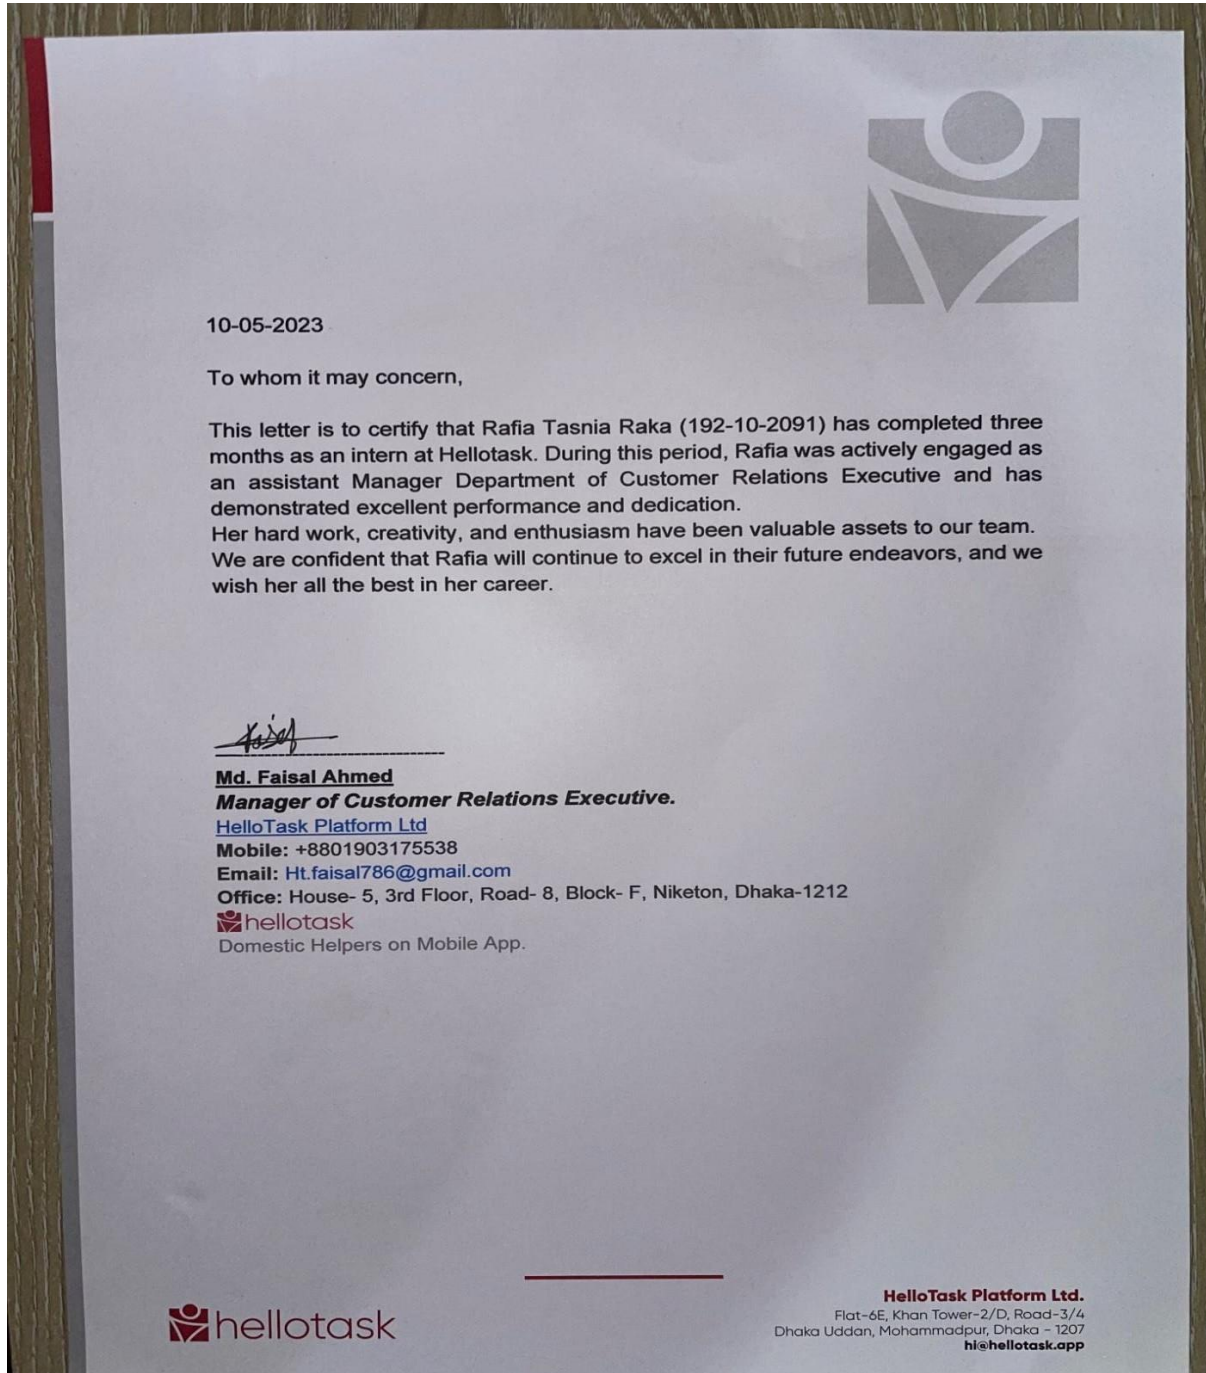 10-05-2023
To whom it may concern,
This letter is to certify that Rafia Tasnia Raka (192-10-2091) has completed three
months as an intern at Hellotask. During this period, Rafia was actively engaged as
an assistant Manager Department of Customer Relations Executive and has
demonstrated excellent performance and dedication.
Her hard work, creativity, and enthusiasm have been valuable assets to our team.
We are confident that Rafia will continue to excel in their future endeavors, and we
wish her all the best in her career.
Faisal
Md. Faisal Ahmed
Manager of Customer Relations Executive.
HelloTask Platform Ltd
Mobile: +8801903175538
Email: Ht.faisal786@gmail.com
Office: House- 5, 3rd Floor, Road- 8, Block- F, Niketon, Dhaka-1212
hellotask
Domestic Helpers on Mobile App.
hellotask
HelloTask Platform Ltd.
Flat-6E, Khan Tower-2/D, Road-3/4
Dhaka Uddan, Mohammadpur, Dhaka - 1207
hi@hellotask.app